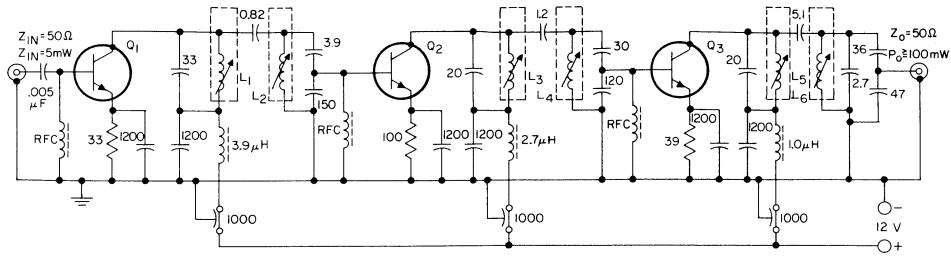 Z_IN = 50Ω
Z_IN = 5mW
.005
μF
RFC
Q1
33
1200
33
1200
3.9μH
L1
0.82
L2
3.9
150
RFC
1000
Q2
100
1200
20
1200
2.7μH
L3
1.2
L4
30
120
RFC
1000
Q3
39
1200
20
1200
1.0μH
L5
5.1
L6
36
2.7
47
1000
Z_O = 50Ω
P_O ≧ 100mW
−
12 V
+